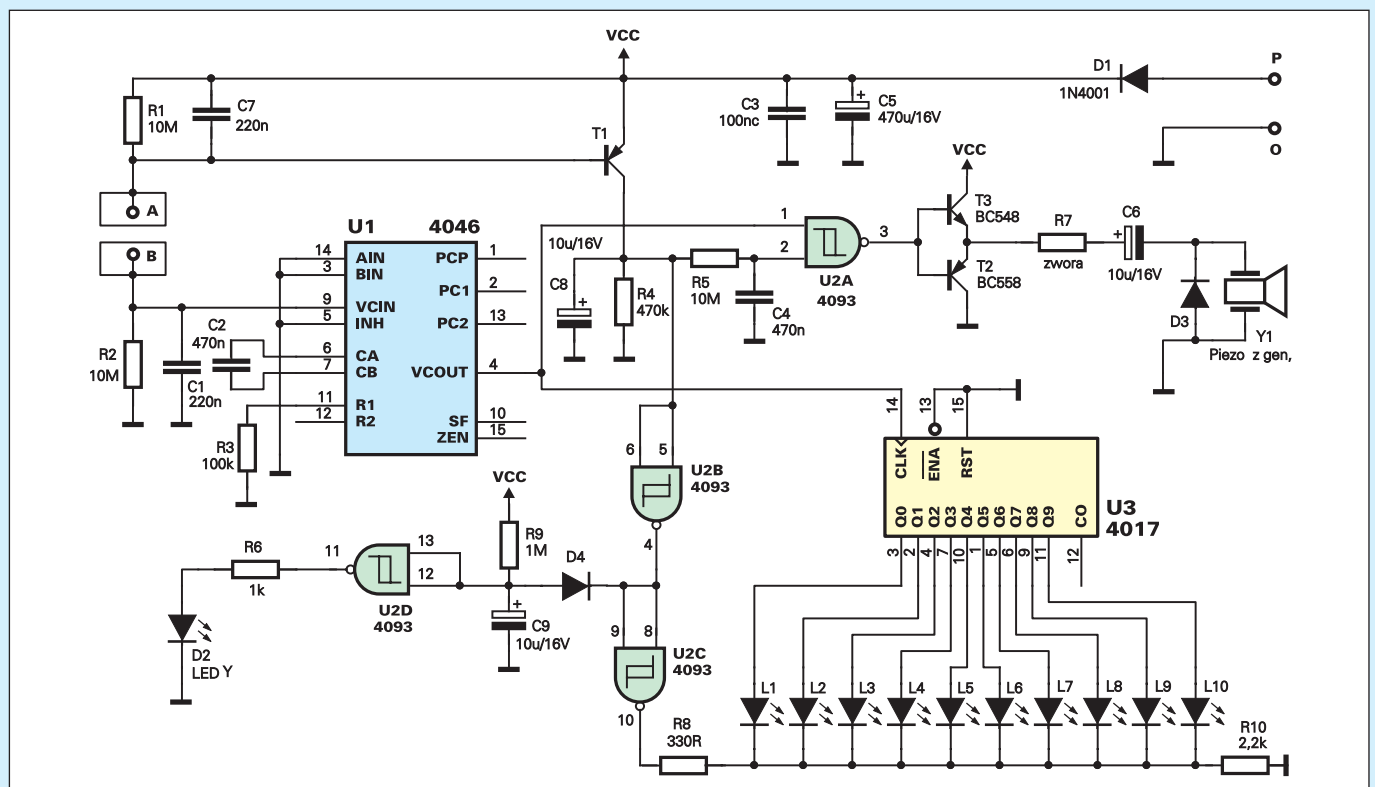 VCC
P
D1
1N4001
O
R1
10M
C7
220n
T1
C3
100nc
+
C5
470u/16V
A
B
VCC
T3
BC548
T2
BC558
R7
zwora
C6
+
10u/16V
D3
Y1
Piezo z gen,
U1 4046
14 AIN PCP 1
3 BIN
PC1 2
9 VCIN
5 INH PC2 13
6 CA
7 CB VCOUT 4
11 R1
12 R2 SF 10
ZEN 15
R2
10M
C1
220n
C2
470n
R3
100k
10u/16V
C8
+
R4
470k
R5
10M
C4
470n
1
2
3
U2A
4093
6 5
U2B
4093
4
VCC
R9
1M
D4
+
C9
10u/16V
13
12
11
U2D
4093
R6
1k
D2
LED Y
9 8
U2C
4093
10
R8
330R
14 13 15
CLK ENA RST
Q0 Q1 Q2 Q3 Q4 Q5 Q6 Q7 Q8 Q9 CO
U3
4017
3 2 4 7 10 1 5 6 9 11 12
L1 L2 L3 L4 L5 L6 L7 L8 L9 L10
R10
2,2k